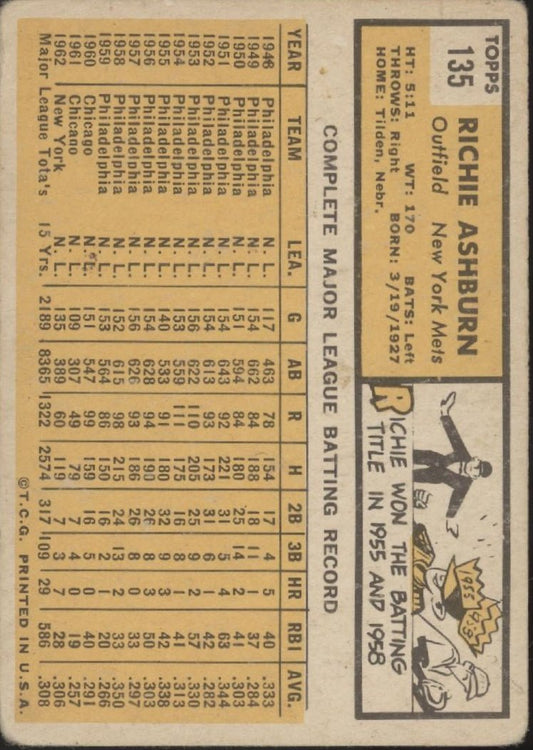 TOPPS
135
RICHIE ASHBURN
Outfield New York Mets
HT: 5:11 WT: 170 BATS: Left
THROWS: Right BORN: 3/19/1927
HOME: Tilden, Nebr.
1955 1958
RICHIE WON THE BATTING
TITLE IN 1955 AND 1958
COMPLETE MAJOR LEAGUE BATTING RECORD
YEAR TEAM LEA. G AB R H 2B 3B HR RBI AVG.
1948 Philadelphia N. L. 117 463 78 154 17 4 5 40 .333
1949 Philadelphia N. L. 154 662 84 188 18 11 1 37 .284
1950 Philadelphia N. L. 151 594 84 180 25 14 2 41 .303
1951 Philadelphia N. L. 154 643 92 221 31 5 4 63 .344
1952 Philadelphia N. L. 154 613 93 173 31 6 1 42 .282
1953 Philadelphia N. L. 156 622 110 205 25 9 2 57 .330
1954 Philadelphia N. L. 153 559 111 175 16 8 1 41 .313
1955 Philadelphia N. L. 140 533 91 180 32 9 3 42 .338
1956 Philadelphia N. L. 154 628 94 190 26 8 3 50 .303
1957 Philadelphia N. L. 156 626 93 186 26 8 0 33 .297
1958 Philadelphia N. L. 152 615 98 215 24 13 2 33 .350
1959 Philadelphia N. L. 153 564 86 150 16 2 1 20 .266
1960 Chicago N. L. 151 547 99 159 16 5 0 40 .291
1961 Chicago N. L. 109 307 49 79 7 4 0 19 .257
1962 New York N. L. 135 389 60 119 7 3 7 28 .306
Major League Tota's 15 Yrs. 2189 8365 1322 2574 317 109 29 586 .308
©T.C.G. PRINTED IN U.S.A.